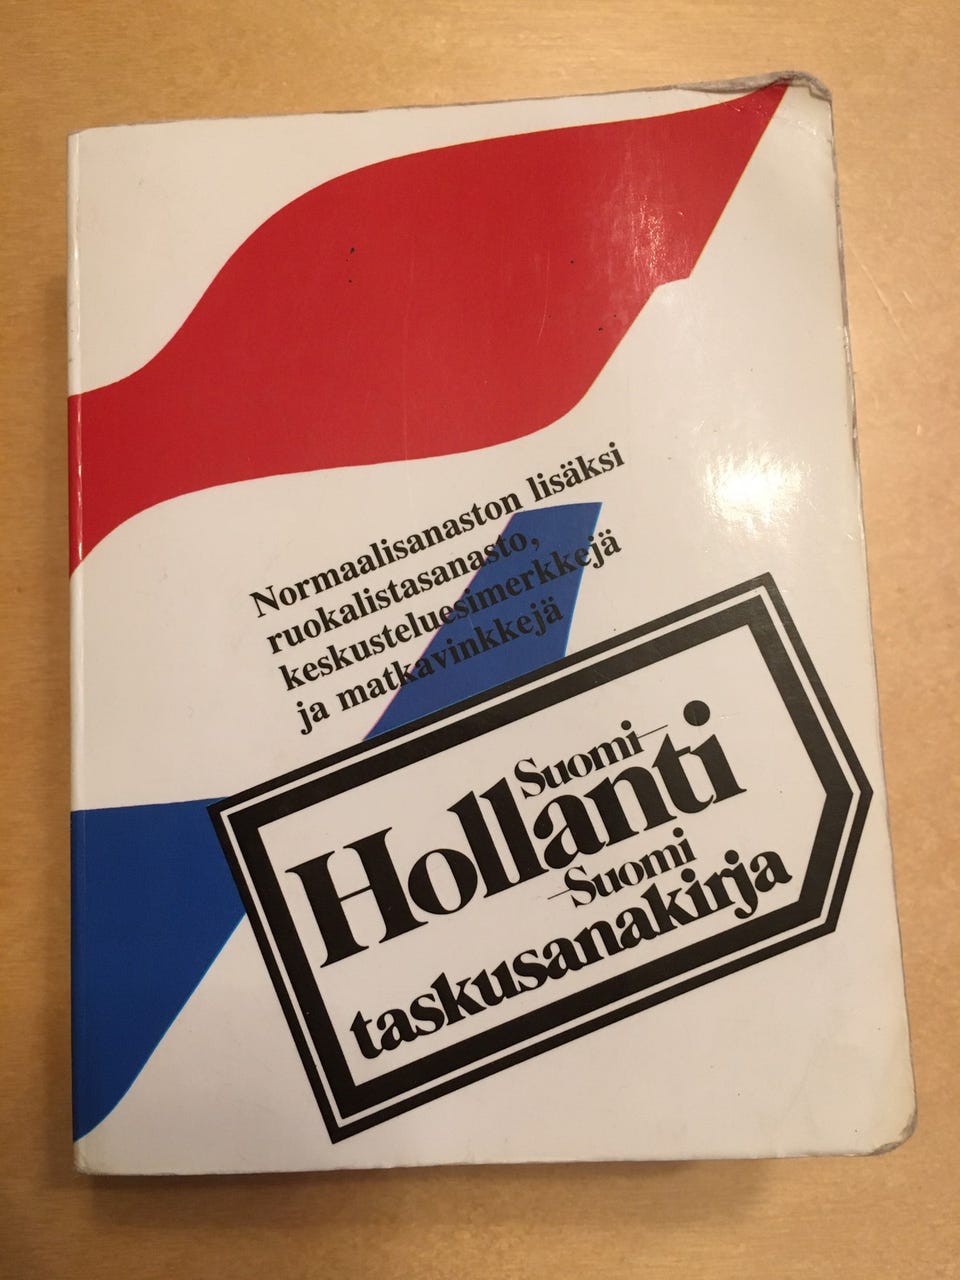 Normaalisanaston lisäksi
ruokalistasanasto,
keskusteluesimerkkejä
ja matkavinkkejä
Suomi-
Hollanti
-Suomi
taskusanakirja